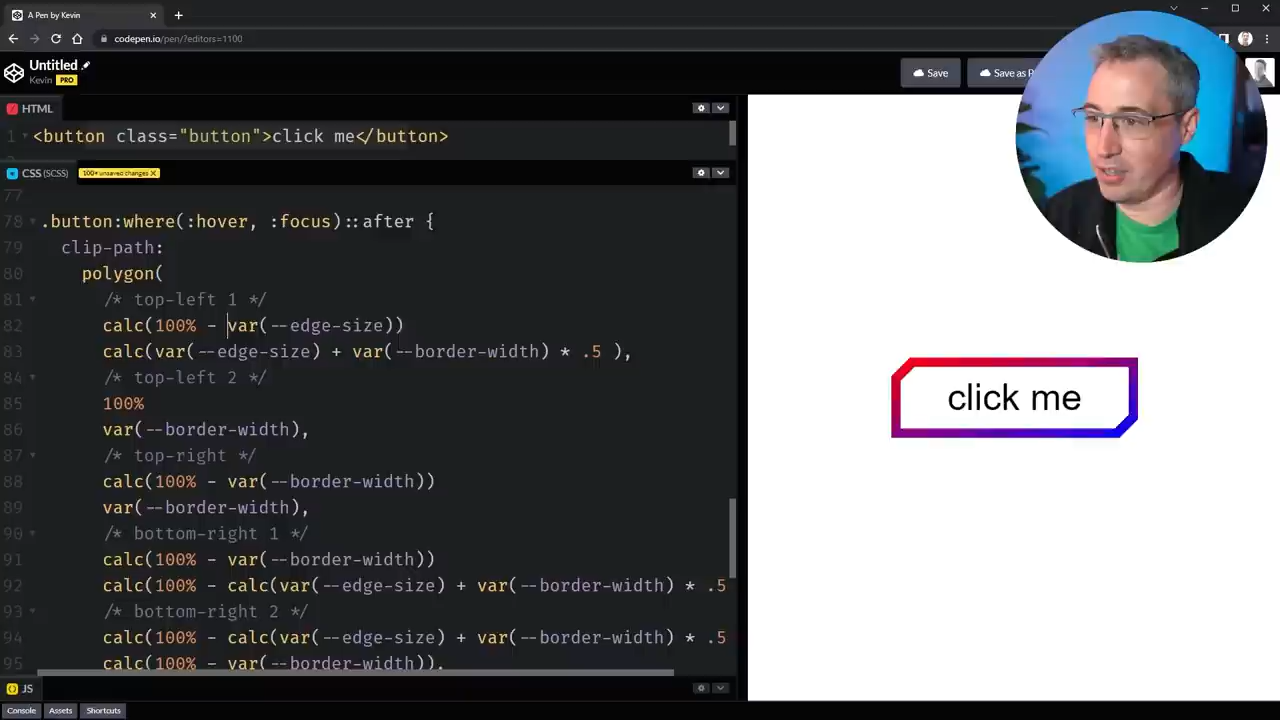 A Pen by Kevin
codepen.io/pen/?editors=1100
Untitled
Kevin PRO
Save
Save as P
HTML
1 <button class="button">click me</button>
CSS (SCSS) 100+ unsaved changes X
77
78 .button:where(:hover, :focus)::after {
79 clip-path:
80 polygon(
81 /* top-left 1 */
82 calc(100% - var(--edge-size))
83 calc(var(--edge-size) + var(--border-width) * .5 ),
84 /* top-left 2 */
85 100%
86 var(--border-width),
87 /* top-right */
88 calc(100% - var(--border-width))
89 var(--border-width),
90 /* bottom-right 1 */
91 calc(100% - var(--border-width))
92 calc(100% - calc(var(--edge-size) + var(--border-width) * .5
93 /* bottom-right 2 */
94 calc(100% - calc(var(--edge-size) + var(--border-width) * .5
95 calc(100% - var(--border-width)),
click me
JS
Console Assets Shortcuts